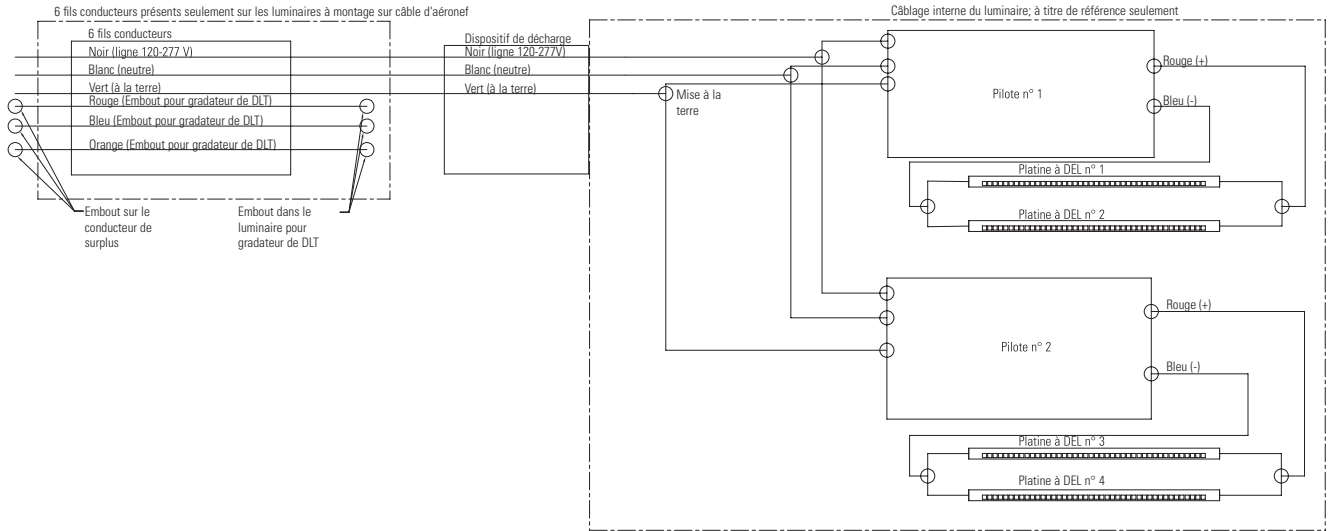 6 fils conducteurs présents seulement sur les luminaires à montage sur câble d'aéronef
6 fils conducteurs
Noir (ligne 120-277 V)
Blanc (neutre)
Vert (à la terre)
Rouge (Embout pour gradateur de DLT)
Bleu (Embout pour gradateur de DLT)
Orange (Embout pour gradateur de DLT)
Embout sur le
conducteur de
surplus
Embout dans le
luminaire pour
gradateur de DLT
Dispositif de décharge
Noir (ligne 120-277V)
Blanc (neutre)
Vert (à la terre)
Câblage interne du luminaire; à titre de référence seulement
Mise à la
terre
Pilote n° 1
Rouge (+)
Bleu (-)
Platine à DEL n° 1
Platine à DEL n° 2
Pilote n° 2
Rouge (+)
Bleu (-)
Platine à DEL n° 3
Platine à DEL n° 4